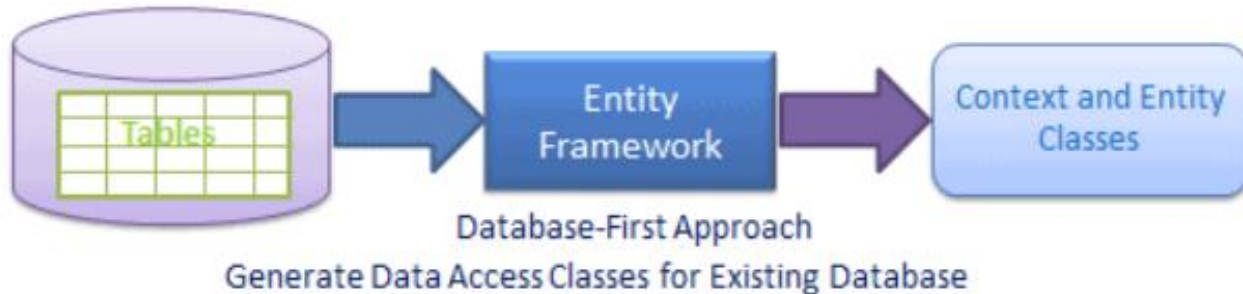 Tables
Entity
Framework
Context and Entity
Classes
Database-First Approach
Generate Data Access Classes for Existing Database